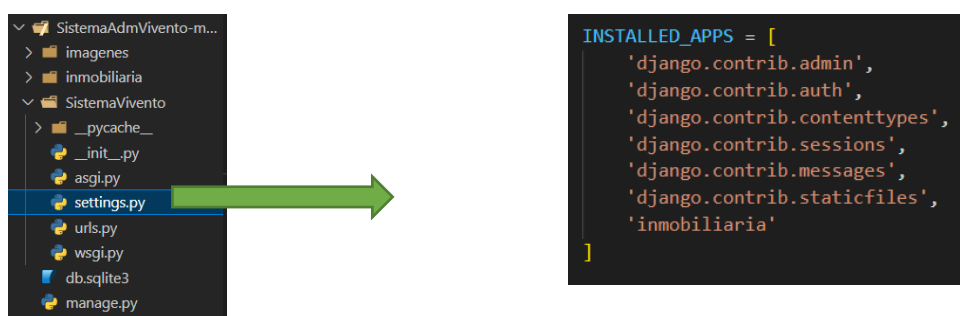 SistemaAdmVivento-m...
imagenes
inmobiliaria
SistemaVivento
__pycache__
__init__.py
asgi.py
settings.py
urls.py
wsgi.py
db.sqlite3
manage.py
INSTALLED_APPS = [
'django.contrib.admin',
'django.contrib.auth',
'django.contrib.contenttypes',
'django.contrib.sessions',
'django.contrib.messages',
'django.contrib.staticfiles',
'inmobiliaria'
]